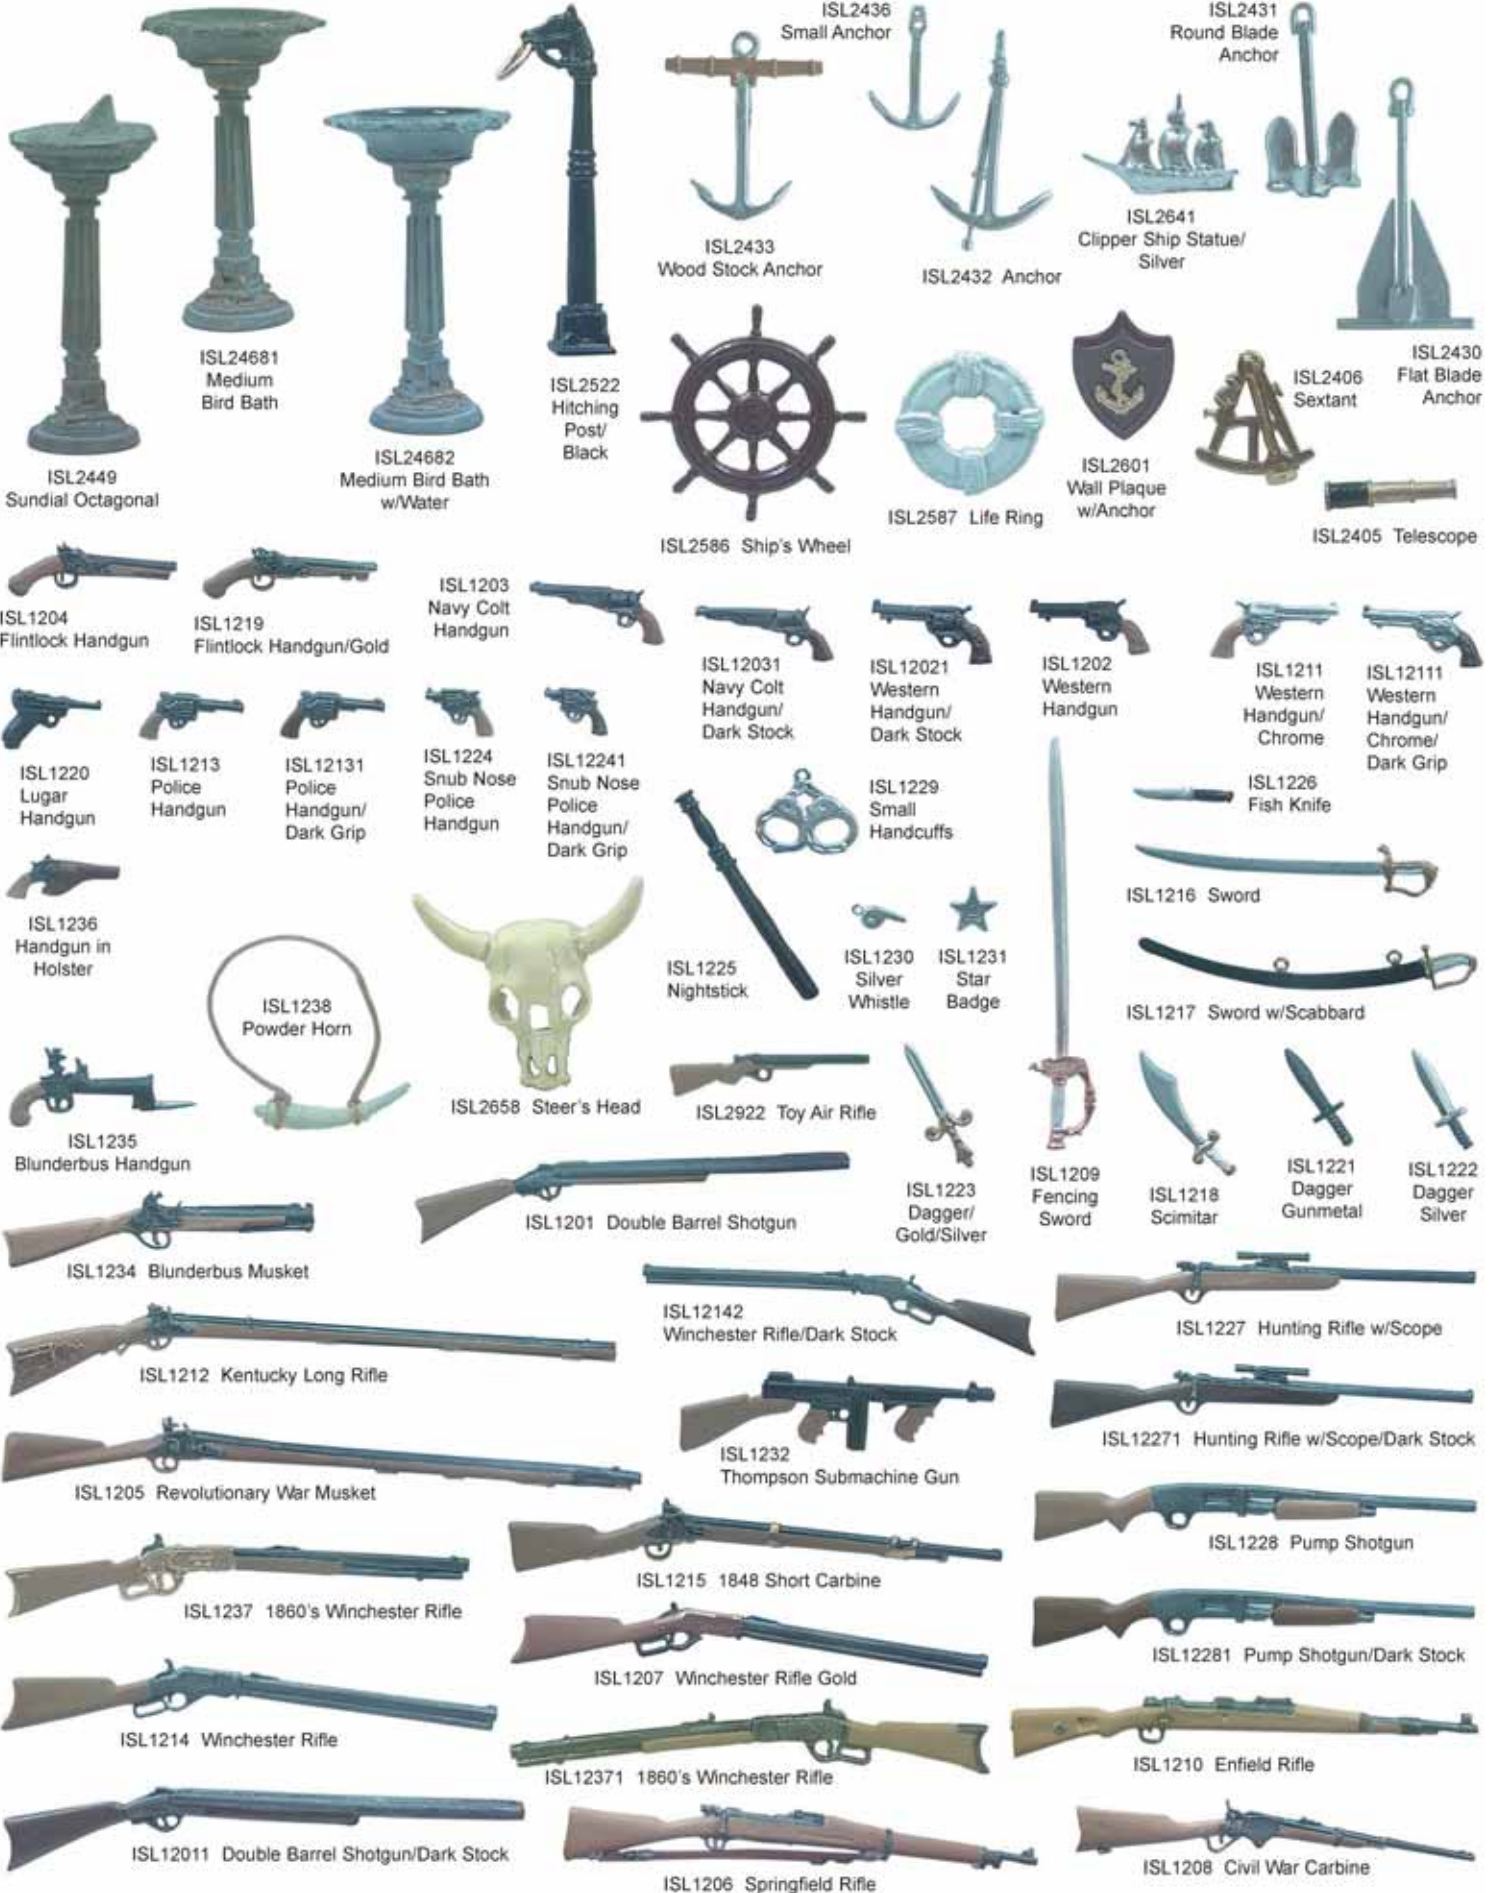 ISL2436
Small Anchor
ISL2431
Round Blade
Anchor
ISL2641
Clipper Ship Statue/
Silver
ISL2433
Wood Stock Anchor
ISL2432 Anchor
ISL24681
Medium
Bird Bath
ISL2522
Hitching
Post/
Black
ISL2430
Flat Blade
Anchor
ISL2406
Sextant
ISL2449
Sundial Octagonal
ISL24682
Medium Bird Bath
w/Water
ISL2601
Wall Plaque
w/Anchor
ISL2587 Life Ring
ISL2586 Ship's Wheel
ISL2405 Telescope
ISL1204
Flintlock Handgun
ISL1219
Flintlock Handgun/Gold
ISL1203
Navy Colt
Handgun
ISL12031
Navy Colt
Handgun/
Dark Stock
ISL12021
Western
Handgun/
Dark Stock
ISL1202
Western
Handgun
ISL1211
Western
Handgun/
Chrome
ISL12111
Western
Handgun/
Chrome/
Dark Grip
ISL1220
Lugar
Handgun
ISL1213
Police
Handgun
ISL12131
Police
Handgun/
Dark Grip
ISL1224
Snub Nose
Police
Handgun
ISL12241
Snub Nose
Police
Handgun/
Dark Grip
ISL1229
Small
Handcuffs
ISL1226
Fish Knife
ISL1216 Sword
ISL1236
Handgun in
Holster
ISL1238
Powder Horn
ISL1225
Nightstick
ISL1230
Silver
Whistle
ISL1231
Star
Badge
ISL1217 Sword w/Scabbard
ISL2658 Steer's Head
ISL2922 Toy Air Rifle
ISL1235
Blunderbus Handgun
ISL1223
Dagger/
Gold/Silver
ISL1209
Fencing
Sword
ISL1218
Scimitar
ISL1221
Dagger
Gunmetal
ISL1222
Dagger
Silver
ISL1201 Double Barrel Shotgun
ISL1234 Blunderbus Musket
ISL12142
Winchester Rifle/Dark Stock
ISL1227 Hunting Rifle w/Scope
ISL1212 Kentucky Long Rifle
ISL1232
Thompson Submachine Gun
ISL12271 Hunting Rifle w/Scope/Dark Stock
ISL1205 Revolutionary War Musket
ISL1228 Pump Shotgun
ISL1215 1848 Short Carbine
ISL1237 1860's Winchester Rifle
ISL12281 Pump Shotgun/Dark Stock
ISL1207 Winchester Rifle Gold
ISL1214 Winchester Rifle
ISL12371 1860's Winchester Rifle
ISL1210 Enfield Rifle
ISL12011 Double Barrel Shotgun/Dark Stock
ISL1206 Springfield Rifle
ISL1208 Civil War Carbine